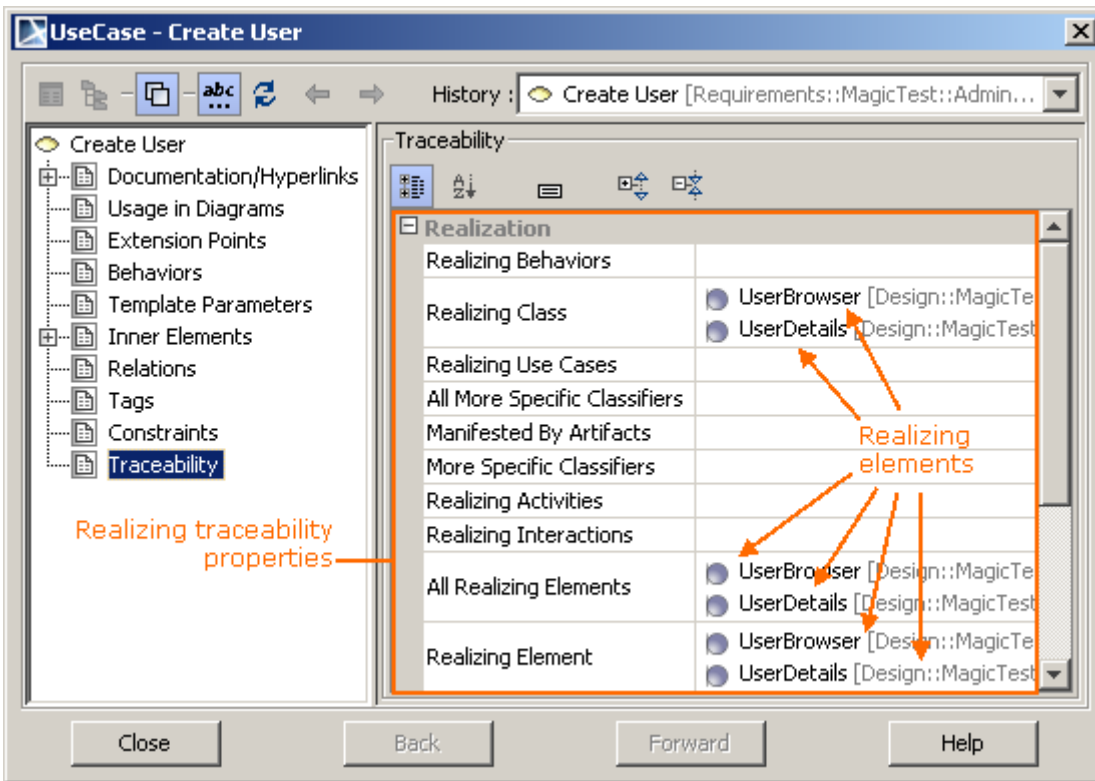 UseCase - Create User
abc
History : Create User [Requirements::MagicTest::Admin...
Create User
Documentation/Hyperlinks
Usage in Diagrams
Extension Points
Behaviors
Template Parameters
Inner Elements
Relations
Tags
Constraints
Traceability
Realizing traceability
properties
Traceability
Realization
Realizing Behaviors
Realizing Class
UserBrowser [Design::MagicTe
UserDetails [Design::MagicTest
Realizing Use Cases
All More Specific Classifiers
Manifested By Artifacts
More Specific Classifiers
Realizing Activities
Realizing Interactions
Realizing
elements
All Realizing Elements
UserBrowser [Design::MagicTe
UserDetails [Design::MagicTest
Realizing Element
UserBrowser [Design::MagicTe
UserDetails [Design::MagicTest
Close
Back
Forward
Help